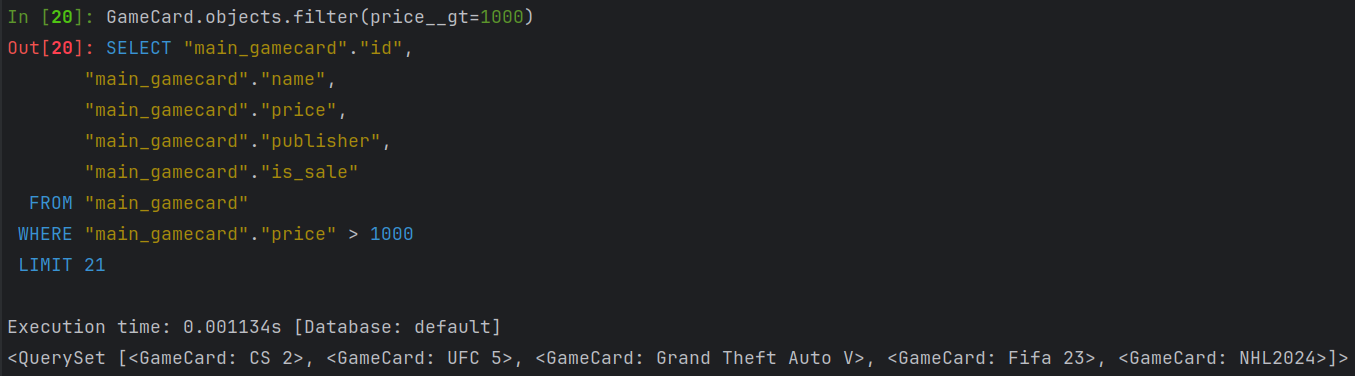 In [20]: GameCard.objects.filter(price__gt=1000)
Out[20]: SELECT "main_gamecard"."id",
       "main_gamecard"."name",
       "main_gamecard"."price",
       "main_gamecard"."publisher",
       "main_gamecard"."is_sale"
  FROM "main_gamecard"
 WHERE "main_gamecard"."price" > 1000
 LIMIT 21
Execution time: 0.001134s [Database: default]
<QuerySet [<GameCard: CS 2>, <GameCard: UFC 5>, <GameCard: Grand Theft Auto V>, <GameCard: Fifa 23>, <GameCard: NHL2024>]>